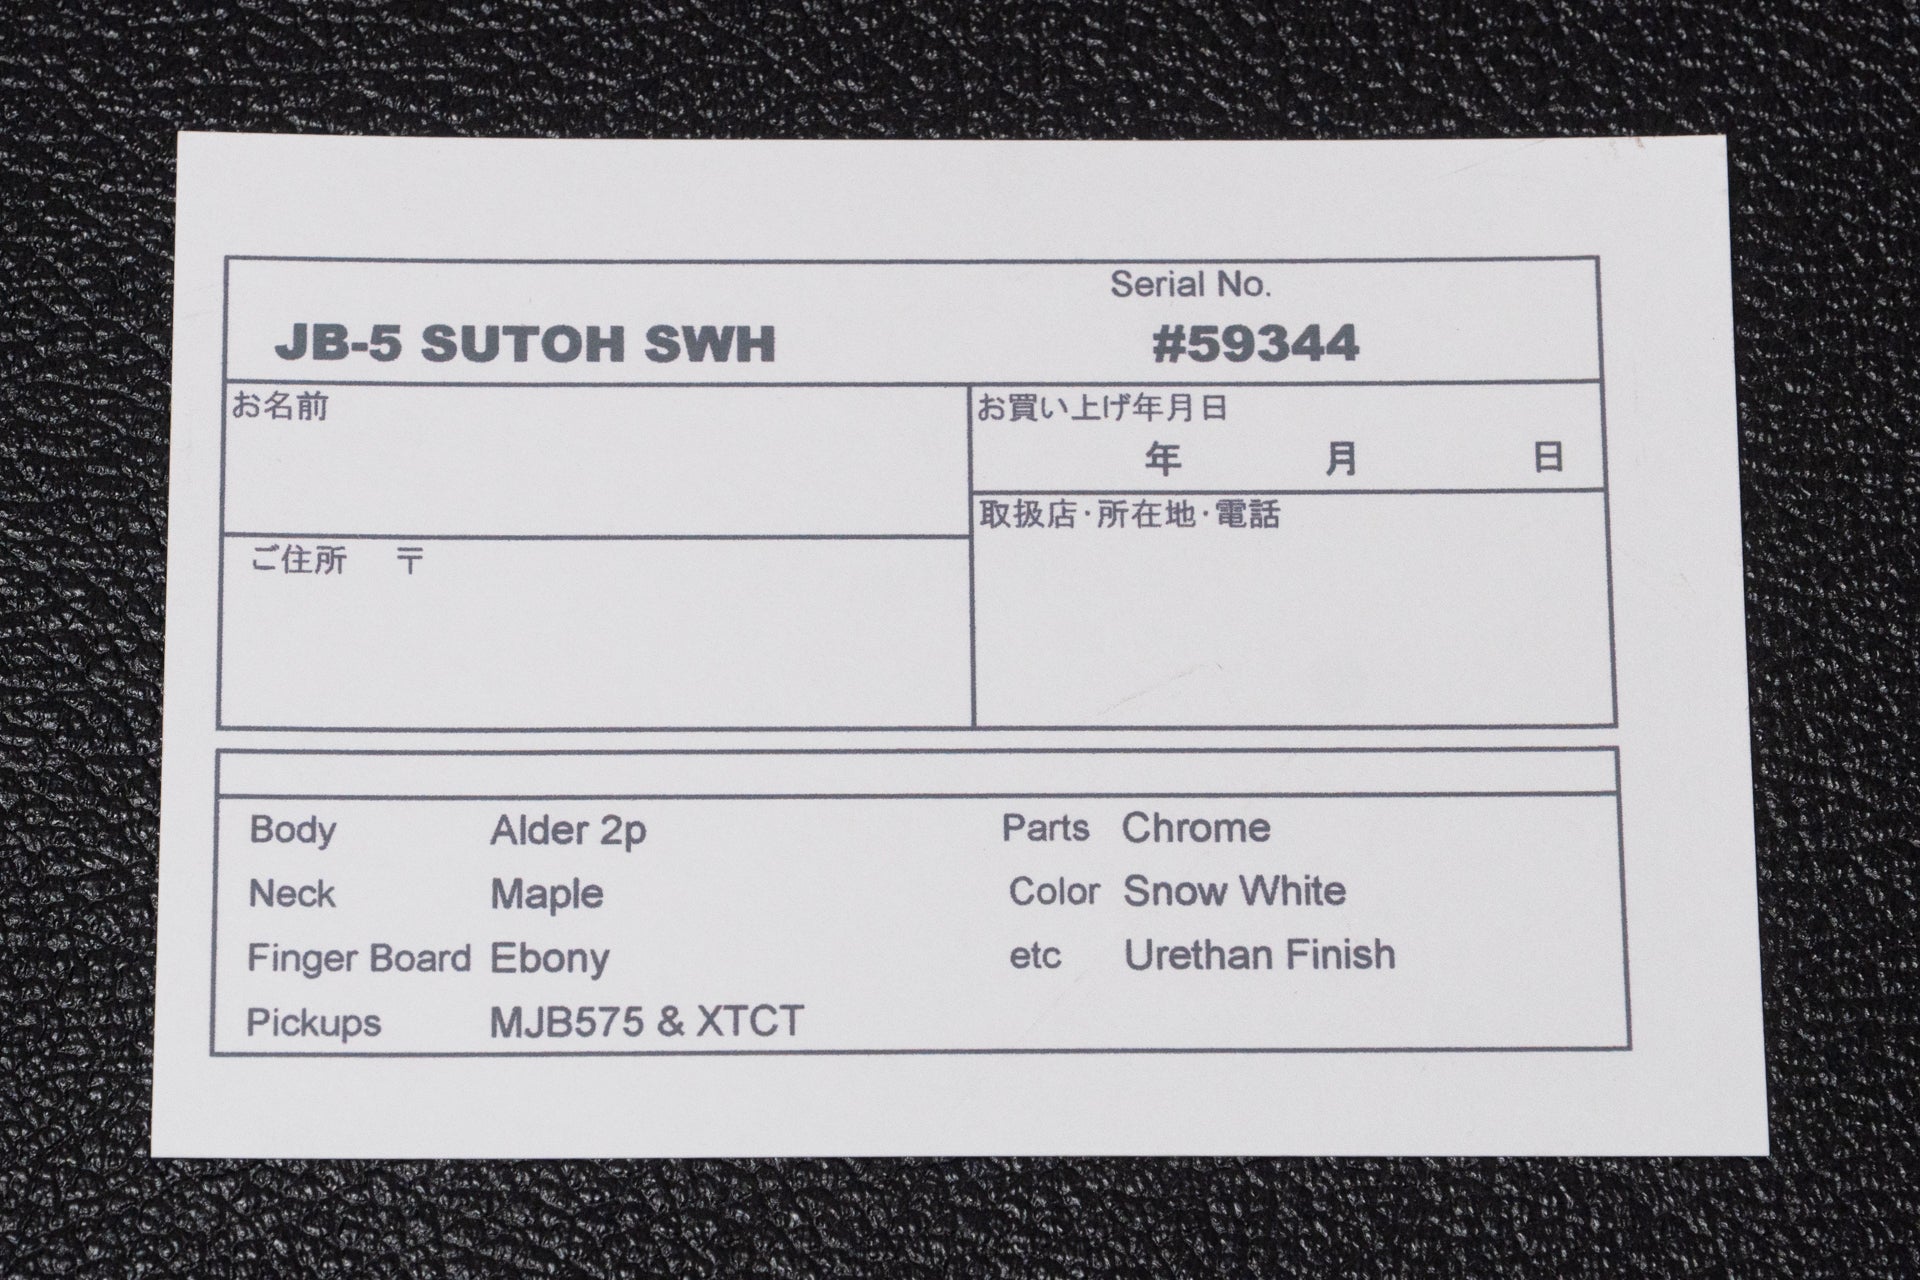 Serial No.
JB-5 SUTOH SWH #59344
お名前
お買い上げ年月日
年 月 日
取扱店・所在地・電話
ご住所 〒
Body Alder 2p
Neck Maple
Finger Board Ebony
Pickups MJB575 & XTCT
Parts Chrome
Color Snow White
etc Urethan Finish